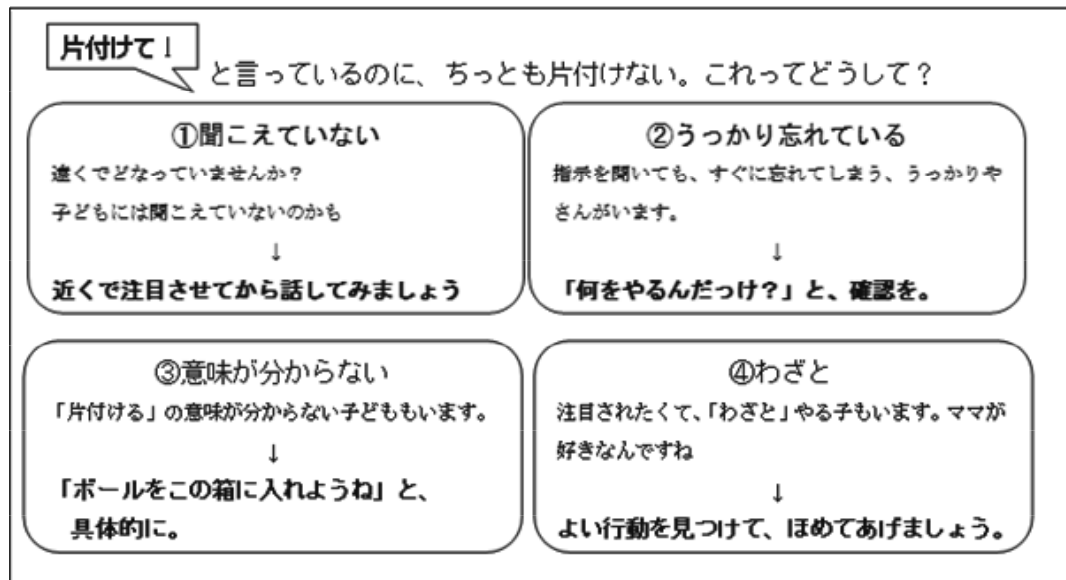 片付けて！
と言っているのに、ちっとも片付けない。これってどうして？
①聞こえていない
遠くでどなっていませんか？
子どもには聞こえていないのかも
↓
近くで注目させてから話してみましょう
②うっかり忘れている
指示を聞いても、すぐに忘れてしまう、うっかりや
さんがいます。
↓
「何をやるんだっけ？」と、確認を。
③意味が分からない
「片付ける」の意味が分からない子どももいます。
↓
「ボールをこの箱に入れようね」と、
具体的に。
④わざと
注目されたくて、「わざと」やる子もいます。ママが
好きなんですね
↓
よい行動を見つけて、ほめてあげましょう。